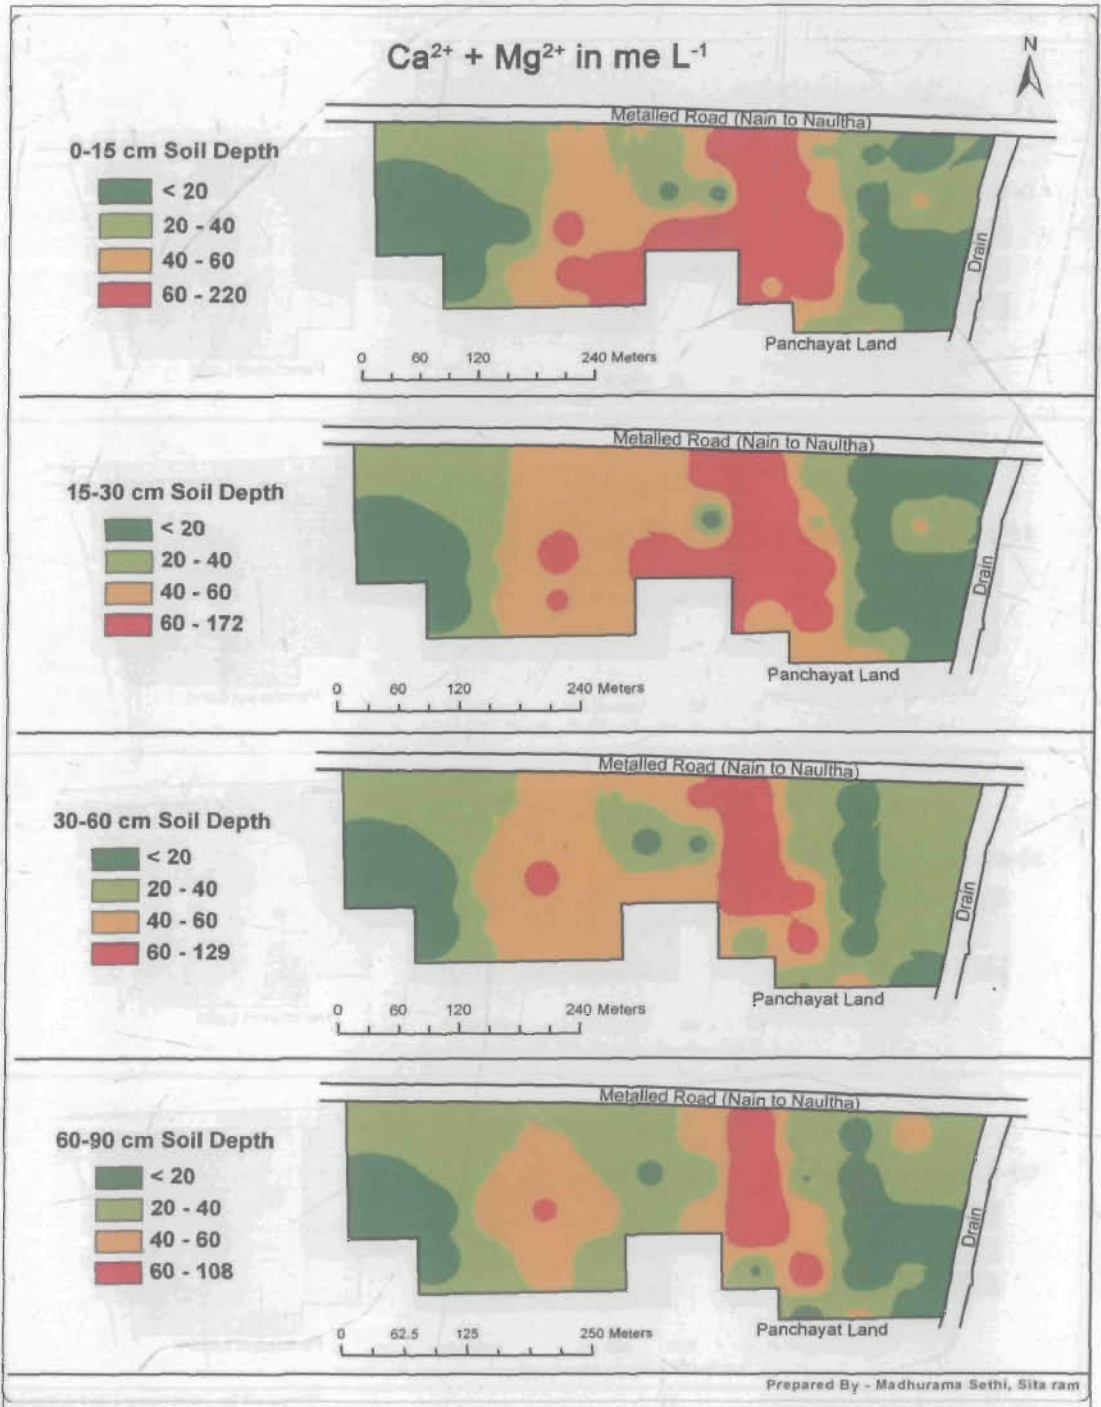 Ca²⁺ + Mg²⁺ in me L⁻¹
N
Metalled Road (Nain to Naultha)
0-15 cm Soil Depth
< 20
20 - 40
40 - 60
60 - 220
Drain
Panchayat Land
0 60 120 240 Meters
Metalled Road (Nain to Naultha)
15-30 cm Soil Depth
< 20
20 - 40
40 - 60
60 - 172
Drain
Panchayat Land
0 60 120 240 Meters
Metalled Road (Nain to Naultha)
30-60 cm Soil Depth
< 20
20 - 40
40 - 60
60 - 129
Drain
Panchayat Land
0 60 120 240 Meters
Metalled Road (Nain to Naultha)
60-90 cm Soil Depth
< 20
20 - 40
40 - 60
60 - 108
Drain
Panchayat Land
0 62.5 125 250 Meters
Prepared By - Madhurama Sethi, Sita ram